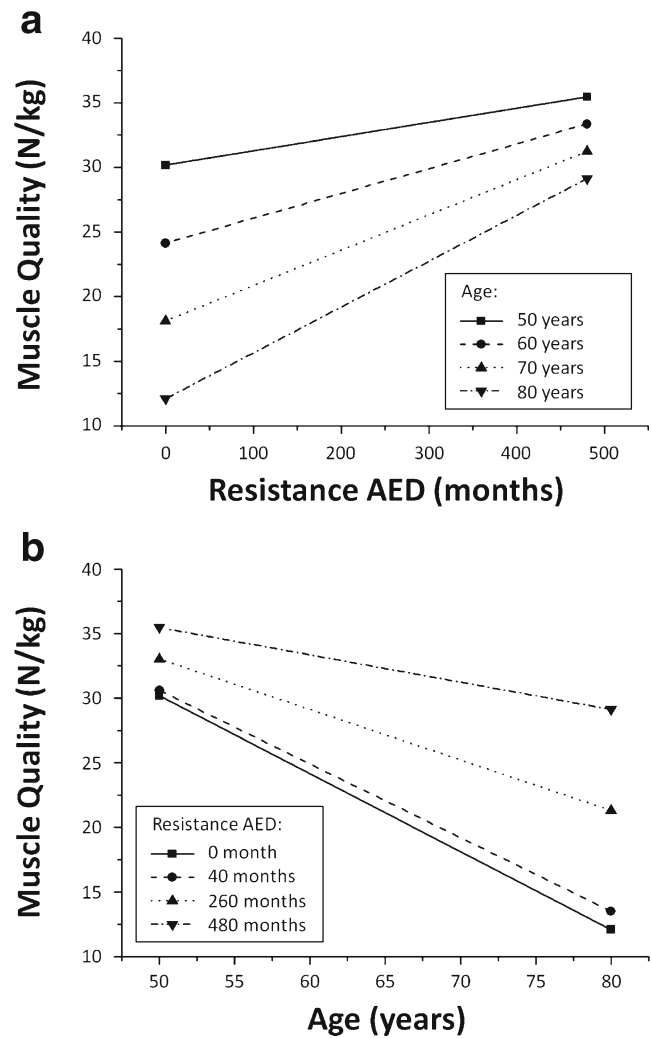 a
Muscle Quality (N/kg)
40
35
30
25
20
15
10
Age:
50 years
60 years
70 years
80 years
0
100
200
300
400
500
Resistance AED (months)
b
Muscle Quality (N/kg)
40
35
30
25
20
15
10
Resistance AED:
0 month
40 months
260 months
480 months
50
55
60
65
70
75
80
Age (years)